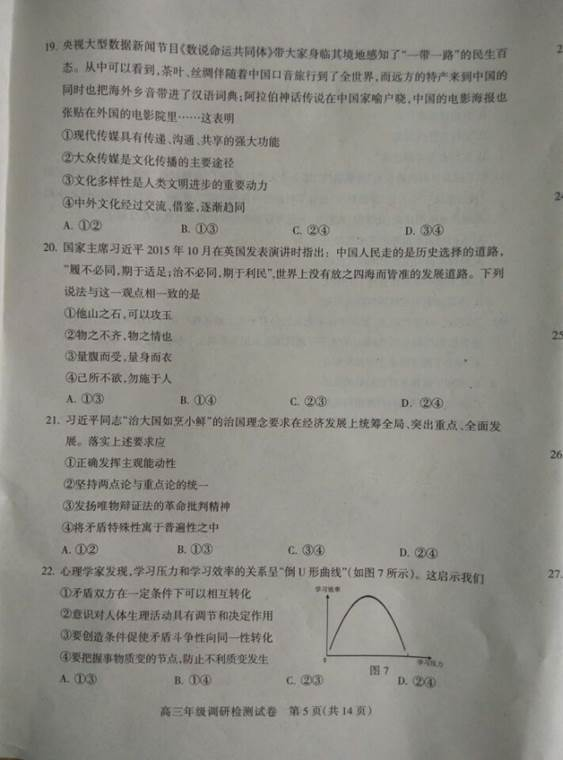 19. 央视大型数据新闻节目《数说命运共同体》带大家身临其境地感知了“一带一路”的民生百
态。从中可以看到,茶叶、丝绸伴随着中国口音旅行到了全世界,而远方的特产来到中国的
同时也把海外乡音带进了汉语词典;阿拉伯神话传说在中国家喻户晓,中国的电影海报也
张贴在外国的电影院里……这表明
①现代传媒具有传递、沟通、共享的强大功能
②大众传媒是文化传播的主要途径
③文化多样性是人类文明进步的重要动力
④中外文化经过交流、借鉴,逐渐趋同
A. ①② B. ①③ C. ②④ D. ③④
20. 国家主席习近平 2015 年 10 月在英国发表演讲时指出：中国人民走的是历史选择的道路，
“履不必同,期于适足;治不必同,期于利民”,世界上没有放之四海而皆准的发展道路。下列
说法与这一观点相一致的是
①他山之石,可以攻玉
②物之不齐,物之情也
③量腹而受,量身而衣
④己所不欲,勿施于人
A. ①③ B. ①④ C. ②③ D. ②④
21. 习近平同志“治大国如烹小鲜”的治国理念要求在经济发展上统筹全局、突出重点、全面发
展。落实上述要求应
①正确发挥主观能动性
②坚持两点论与重点论的统一
③发扬唯物辩证法的革命批判精神
④将矛盾特殊性寓于普遍性之中
A. ①② B. ①③ C. ③④ D. ②④
22. 心理学家发现,学习压力和学习效率的关系呈“倒 U 形曲线”(如图 7 所示)。这启示我们
①矛盾双方在一定条件下可以相互转化
②意识对人体生理活动具有调节和决定作用
③要创造条件促使矛盾斗争性向同一性转化
④要把握事物质变的节点,防止不利质变发生
学习效率
0
学习压力
图 7
A. ①③ B. ①④ C. ②③ D. ②④
高三年级调研检测试卷 第 5 页(共 14 页)
2
24
25
26
27.